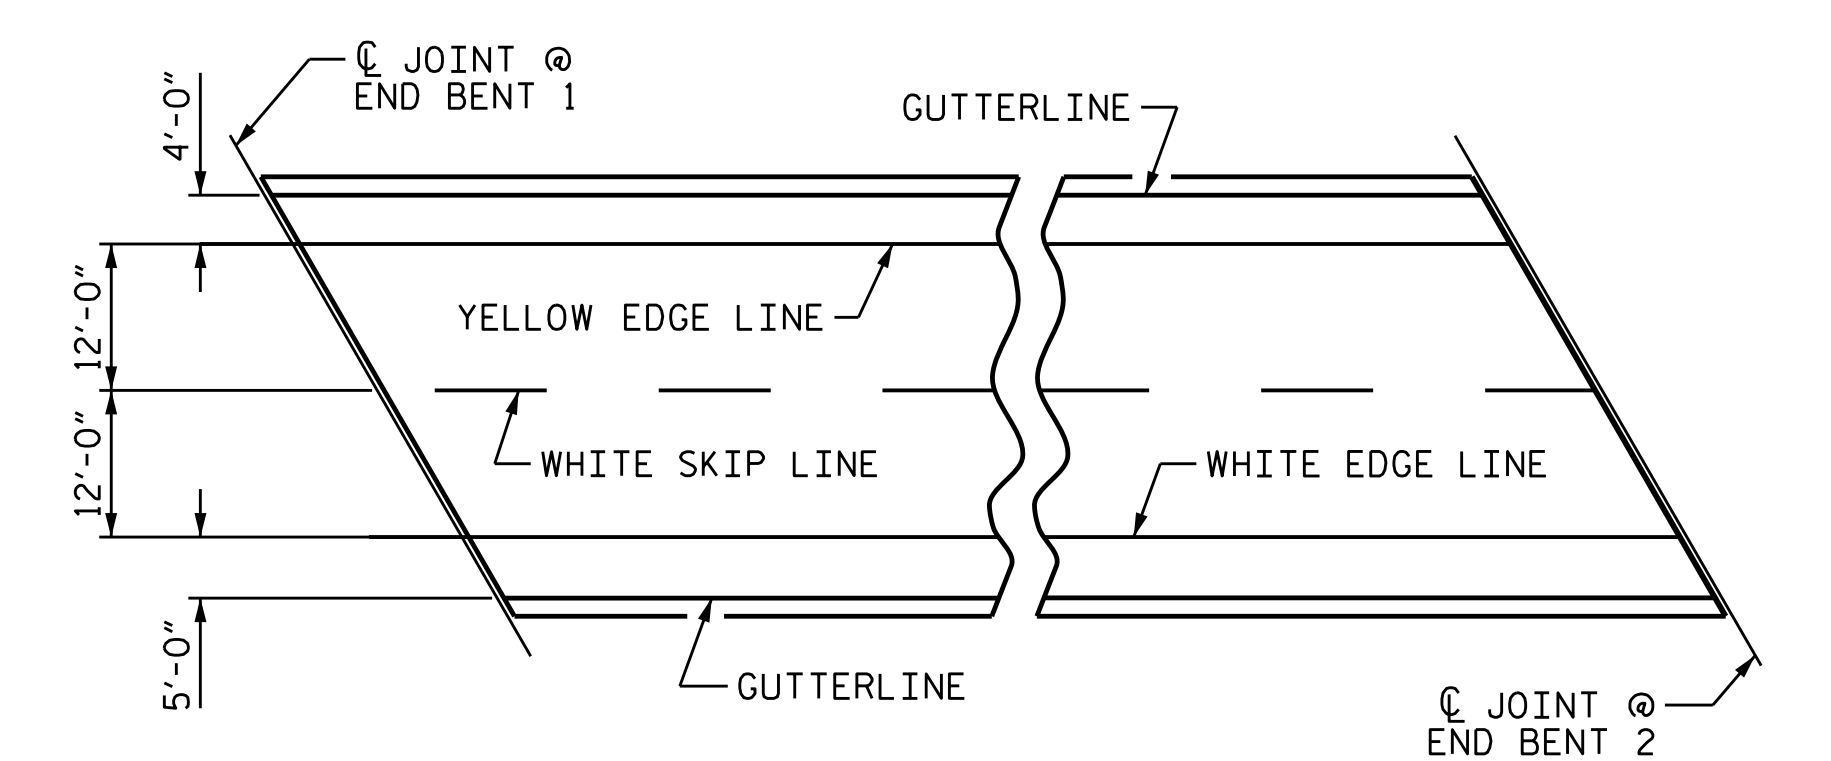 ℄ JOINT @
END BENT 1
GUTTERLINE
4'-0"
12'-0"
YELLOW EDGE LINE
12'-0"
WHITE SKIP LINE
WHITE EDGE LINE
5'-0"
GUTTERLINE
℄ JOINT @
END BENT 2